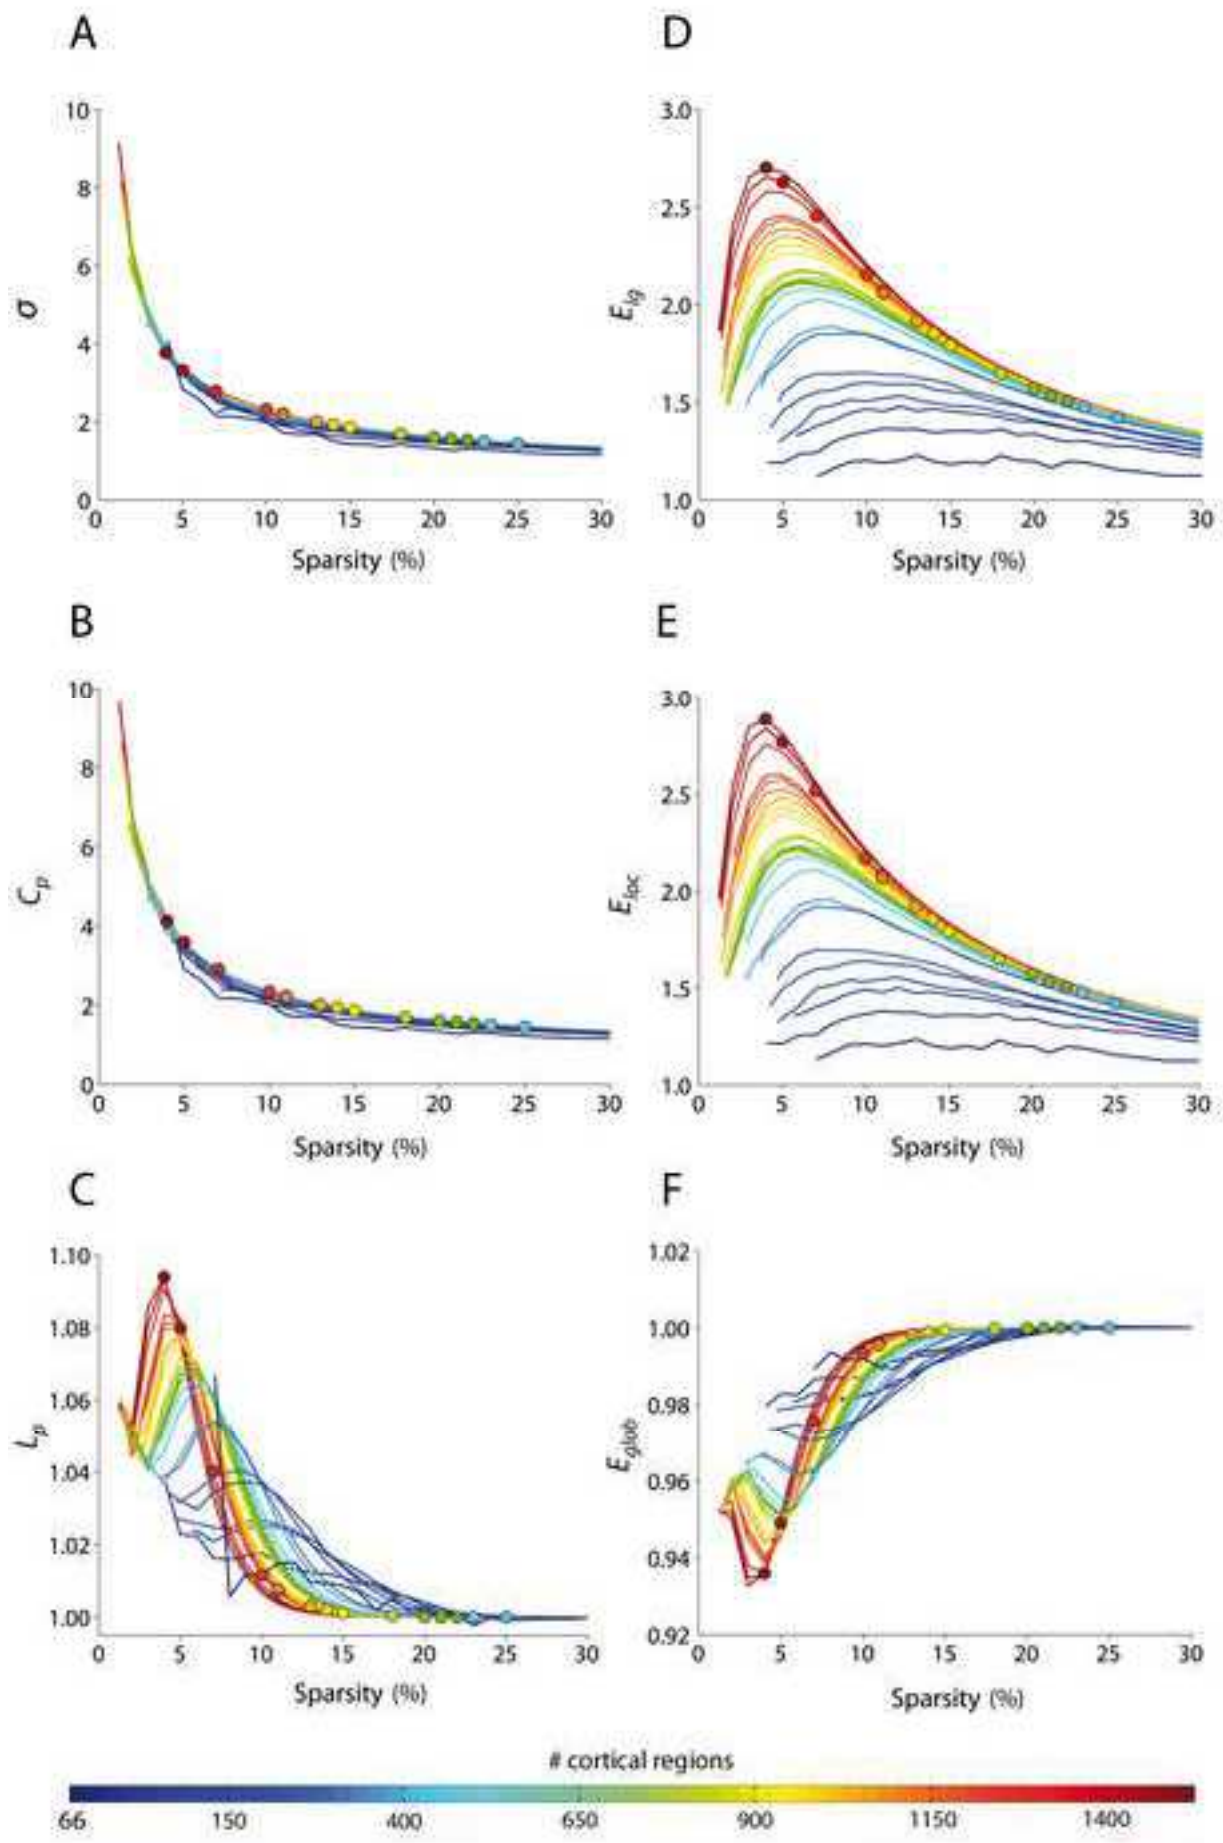 A
10
8
6
4
2
0
σ
0 5 10 15 20 25 30
Sparsity (%)
D
3.0
2.5
2.0
1.5
1.0
E_lg
0 5 10 15 20 25 30
Sparsity (%)
B
10
8
6
4
2
0
C_p
0 5 10 15 20 25 30
Sparsity (%)
E
3.0
2.5
2.0
1.5
1.0
E_loc
0 5 10 15 20 25 30
Sparsity (%)
C
1.10
1.08
1.06
1.04
1.02
1.00
L_p
0 5 10 15 20 25 30
Sparsity (%)
F
1.02
1.00
0.98
0.96
0.94
0.92
E_glob
0 5 10 15 20 25 30
Sparsity (%)
# cortical regions
66 150 400 650 900 1150 1400